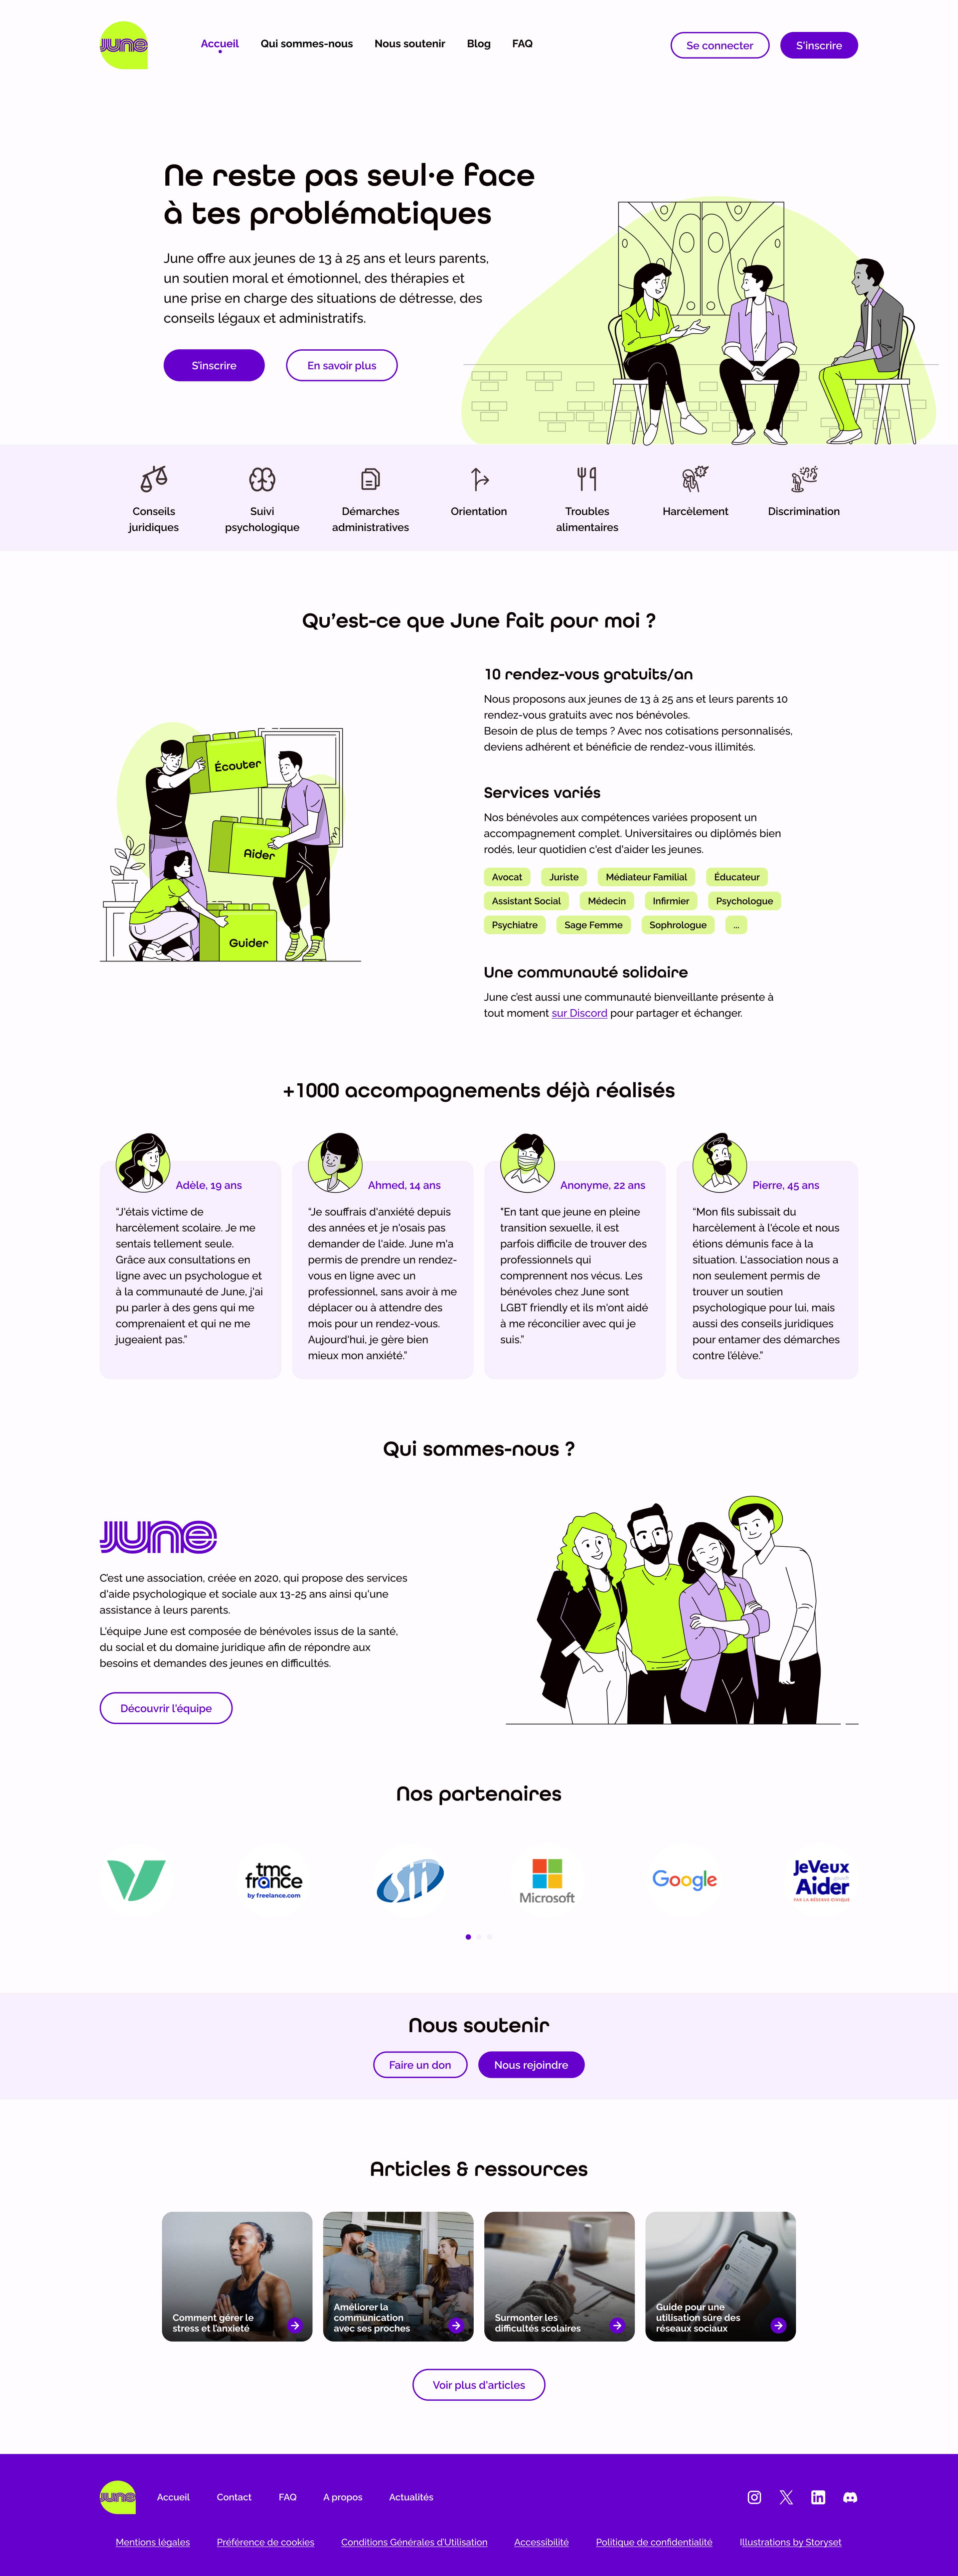 June
Accueil
Qui sommes-nous
Nous soutenir
Blog
FAQ
Se connecter
S'inscrire
Ne reste pas seul·e face
à tes problématiques
June offre aux jeunes de 13 à 25 ans et leurs parents,
un soutien moral et émotionnel, des thérapies et
une prise en charge des situations de détresse, des
conseils légaux et administratifs.
S'inscrire
En savoir plus
Conseils
juridiques
Suivi
psychologique
Démarches
administratives
Orientation
Troubles
alimentaires
Harcèlement
Discrimination
Qu'est-ce que June fait pour moi ?
Écouter
Aider
Guider
10 rendez-vous gratuits/an
Nous proposons aux jeunes de 13 à 25 ans et leurs parents 10
rendez-vous gratuits avec nos bénévoles.
Besoin de plus de temps ? Avec nos cotisations personnalisés,
deviens adhérent et bénéficie de rendez-vous illimités.
Services variés
Nos bénévoles aux compétences variées proposent un
accompagnement complet. Universitaires ou diplômés bien
rodés, leur quotidien c'est d'aider les jeunes.
Avocat
Juriste
Médiateur Familial
Éducateur
Assistant Social
Médecin
Infirmier
Psychologue
Psychiatre
Sage Femme
Sophrologue
...
Une communauté solidaire
June c'est aussi une communauté bienveillante présente à
tout moment sur Discord pour partager et échanger.
+1000 accompagnements déjà réalisés
Adèle, 19 ans
“J'étais victime de
harcèlement scolaire. Je me
sentais tellement seule.
Grâce aux consultations en
ligne avec un psychologue et
à la communauté de June, j'ai
pu parler à des gens qui me
comprenaient et qui ne me
jugeaient pas.”
Ahmed, 14 ans
“Je souffrais d'anxiété depuis
des années et je n'osais pas
demander de l'aide. June m'a
permis de prendre un rendez-
vous en ligne avec un
professionnel, sans avoir à me
déplacer ou à attendre des
mois pour un rendez-vous.
Aujourd'hui, je gère bien
mieux mon anxiété.”
Anonyme, 22 ans
"En tant que jeune en pleine
transition sexuelle, il est
parfois difficile de trouver des
professionnels qui
comprennent nos vécus. Les
bénévoles chez June sont
LGBT friendly et ils m'ont aidé
à me réconcilier avec qui je
suis.”
Pierre, 45 ans
“Mon fils subissait du
harcèlement à l'école et nous
étions démunis face à la
situation. L'association nous a
non seulement permis de
trouver un soutien
psychologique pour lui, mais
aussi des conseils juridiques
pour entamer des démarches
contre l'élève.”
Qui sommes-nous ?
June
C'est une association, créée en 2020, qui propose des services
d'aide psychologique et sociale aux 13-25 ans ainsi qu'une
assistance à leurs parents.
L'équipe June est composée de bénévoles issus de la santé,
du social et du domaine juridique afin de répondre aux
besoins et demandes des jeunes en difficultés.
Découvrir l'équipe
Nos partenaires
tmc
france
by freelance.com
Microsoft
Google
JeVeux
Aider
PAR LA RÉSERVE CIVIQUE
Nous soutenir
Faire un don
Nous rejoindre
Articles & ressources
Comment gérer le
stress et l'anxieté
Améliorer la
communication
avec ses proches
Surmonter les
difficultés scolaires
Guide pour une
utilisation sûre des
réseaux sociaux
Voir plus d'articles
June
Accueil
Contact
FAQ
A propos
Actualités
Mentions légales
Préférence de cookies
Conditions Générales d'Utilisation
Accessibilité
Politique de confidentialité
Illustrations by Storyset